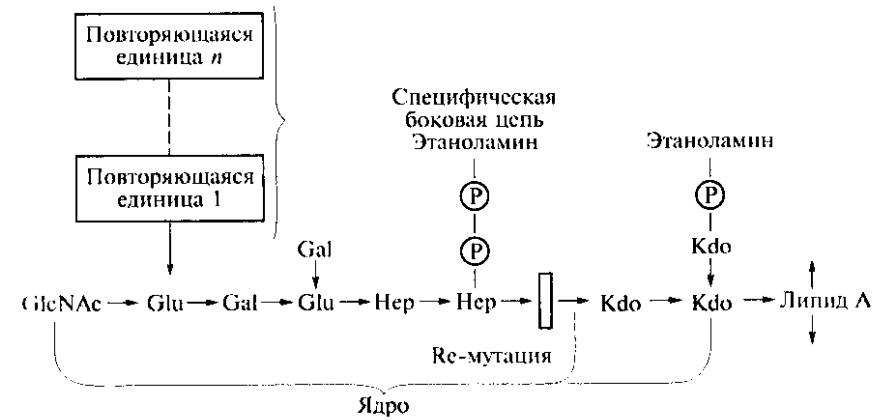 Повторяющаяся
единица n
Специфическая
боковая цепь
Этаноламин
Этаноламин
Повторяющаяся
единица 1
P
P
P
Gal
Kdo
GlcNAc Glu Gal Glu Hep Hep Kdo Kdo Липид А
Re-мутация
Ядро